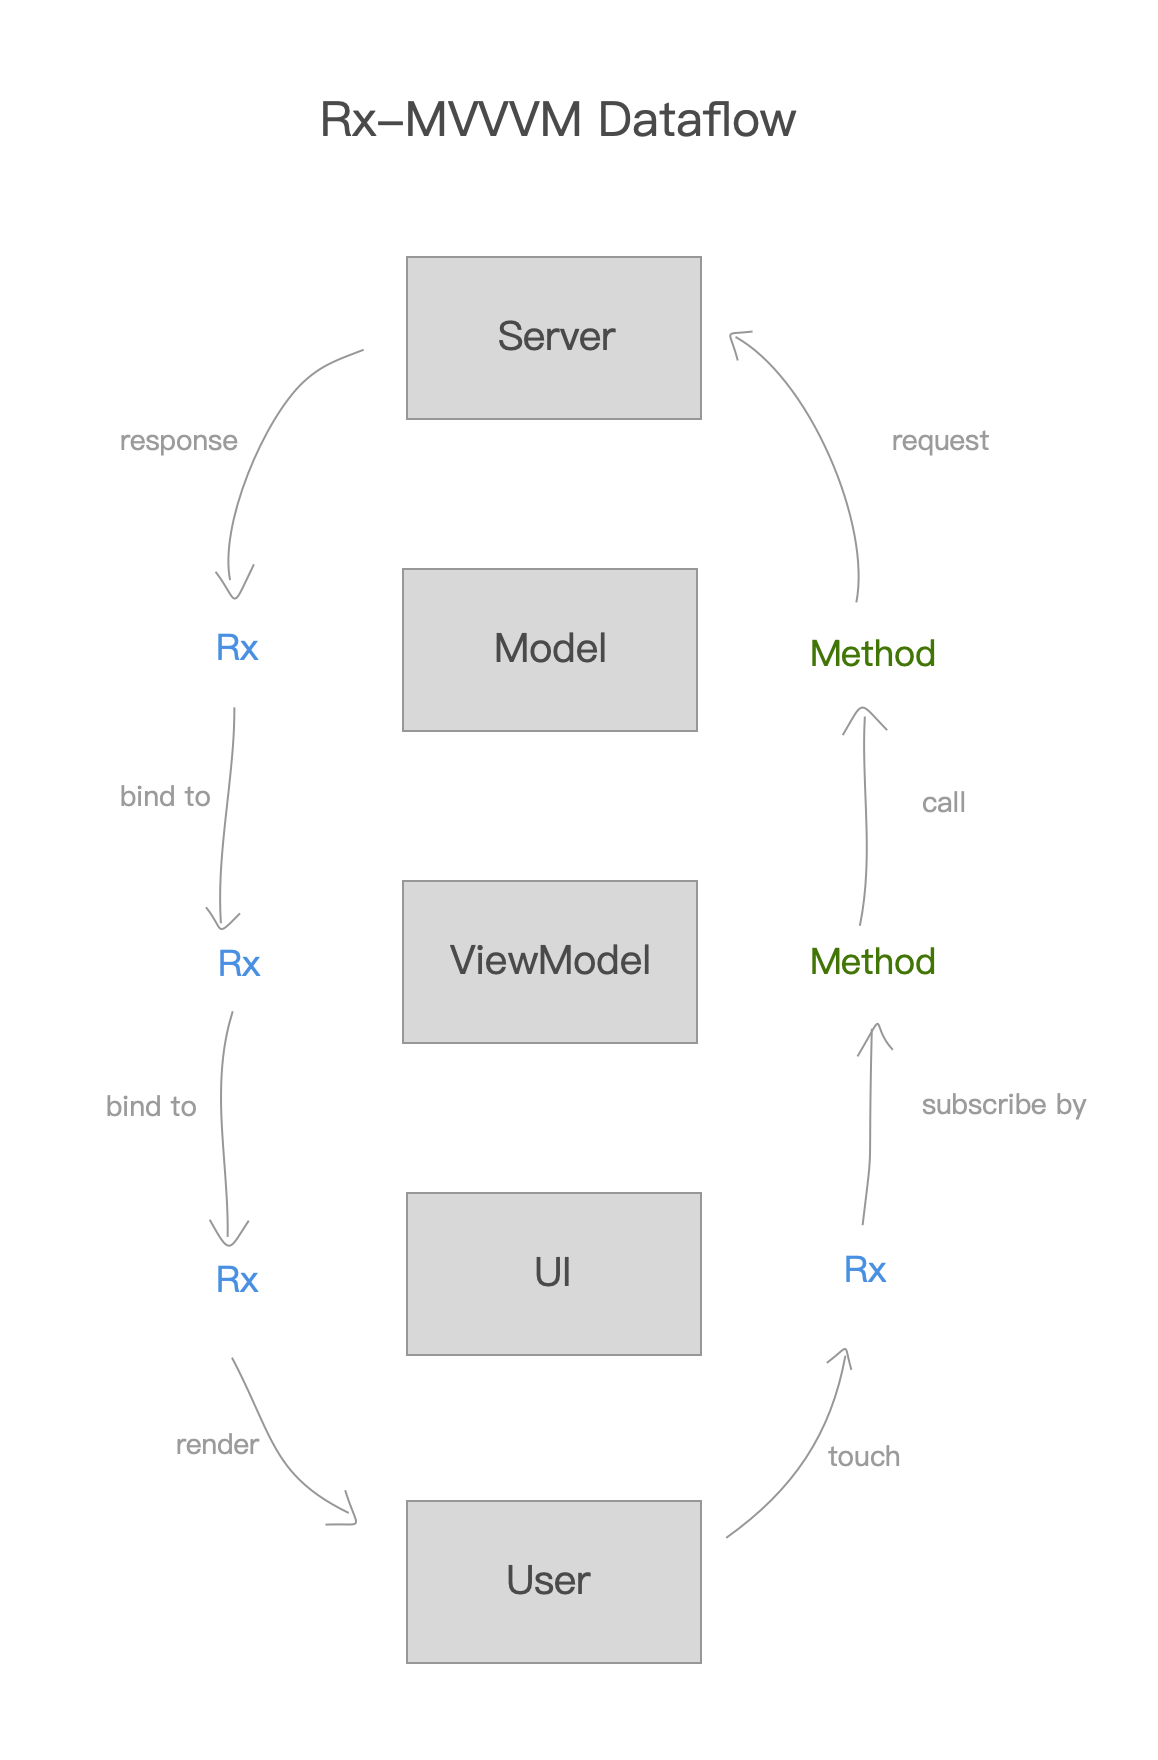 Rx-MVVVM Dataflow
Server
response
request
Rx
Model
Method
bind to
call
Rx
ViewModel
Method
bind to
subscribe by
Rx
UI
Rx
render
touch
User